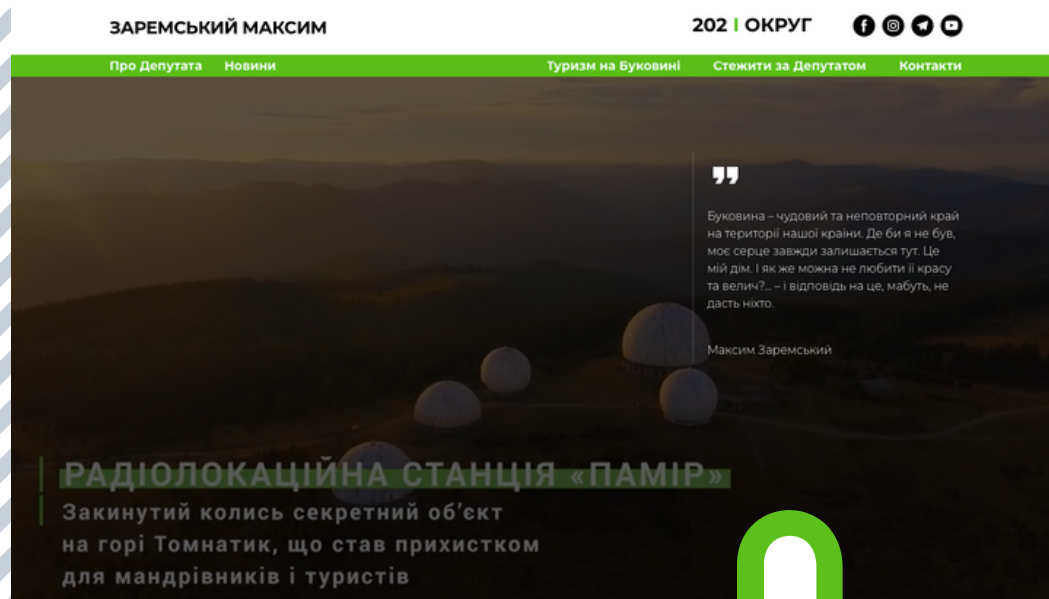 ЗАРЕМСЬКИЙ МАКСИМ
202 | ОКРУГ
Про Депутата Новини Туризм на Буковині Стежити за Депутатом Контакти
Буковина – чудовий та неповторний край
на території нашої країни. Де би я не був,
моє серце завжди залишається тут. Це
мій дім. І як же можна не любити її красу
та велич?... – і відповідь на це, мабуть, не
дасть ніхто.
Максим Заремський
РАДІОЛОКАЦІЙНА СТАНЦІЯ «ПАМІР»
Закинутий колись секретний об’єкт
на горі Томнатик, що став прихистком
для мандрівників і туристів